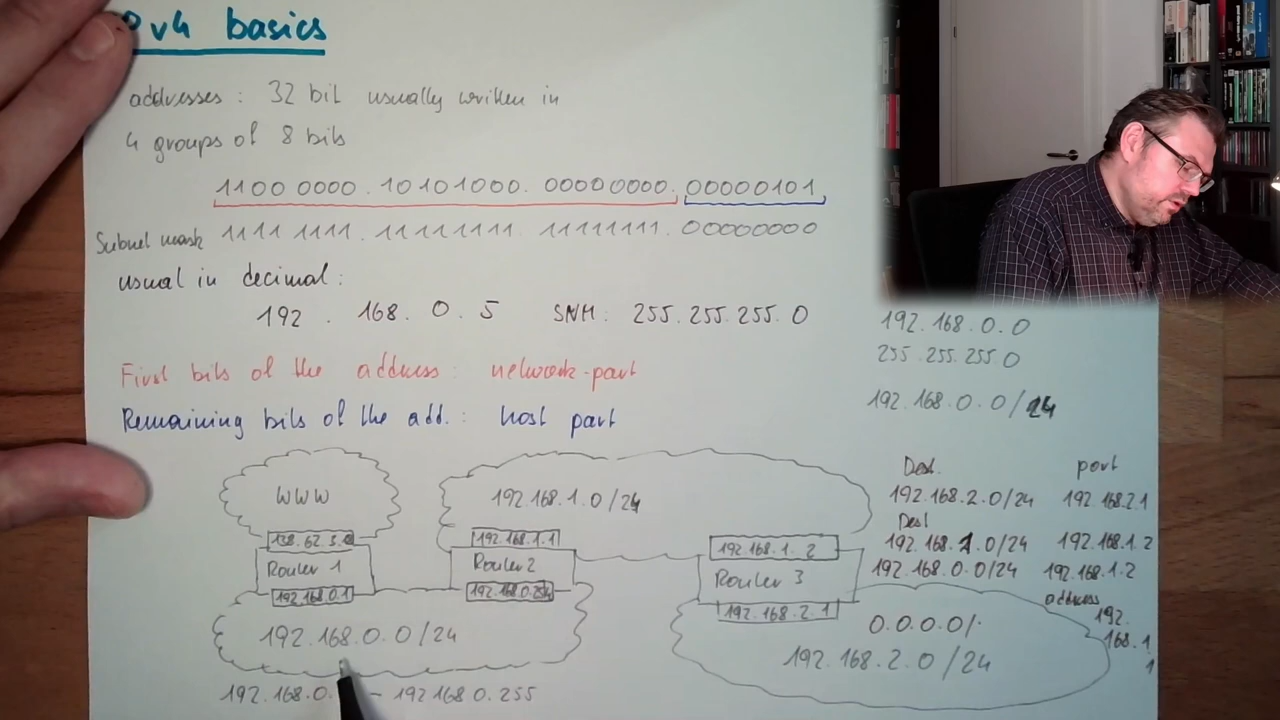 v4 basics
addresses : 32 bit usually written in
4 groups of 8 bits
1100 0000 . 10101000. 00000000. 00000101
Subnet mask 1111 1111 . 11111111 . 11111111. 00000000
usual in decimal:
192 . 168. 0. 5 SNM: 255. 255. 255. 0
First bits of the address: network-part
Remaining bits of the add.: host part
192. 168. 0. 0
255. 255. 255. 0
192. 168. 0. 0/24
WWW
192.168.1.0/24
192.168.1.1
192.168.1.2
Router 1
Router 2
Router 3
192.168.0.1
192.168.2.1
192.168.0.0/24
0.0.0.0/.
192.168.2.0/24
192.168.0. - 192 168 0.255
Dest. port
192.168.2.0/24 192.168.2.1
Dest
192.168.1.0/24 192.168.1.2
192.168.0.0/24 192.168.1.2
address
192.
168.1
1